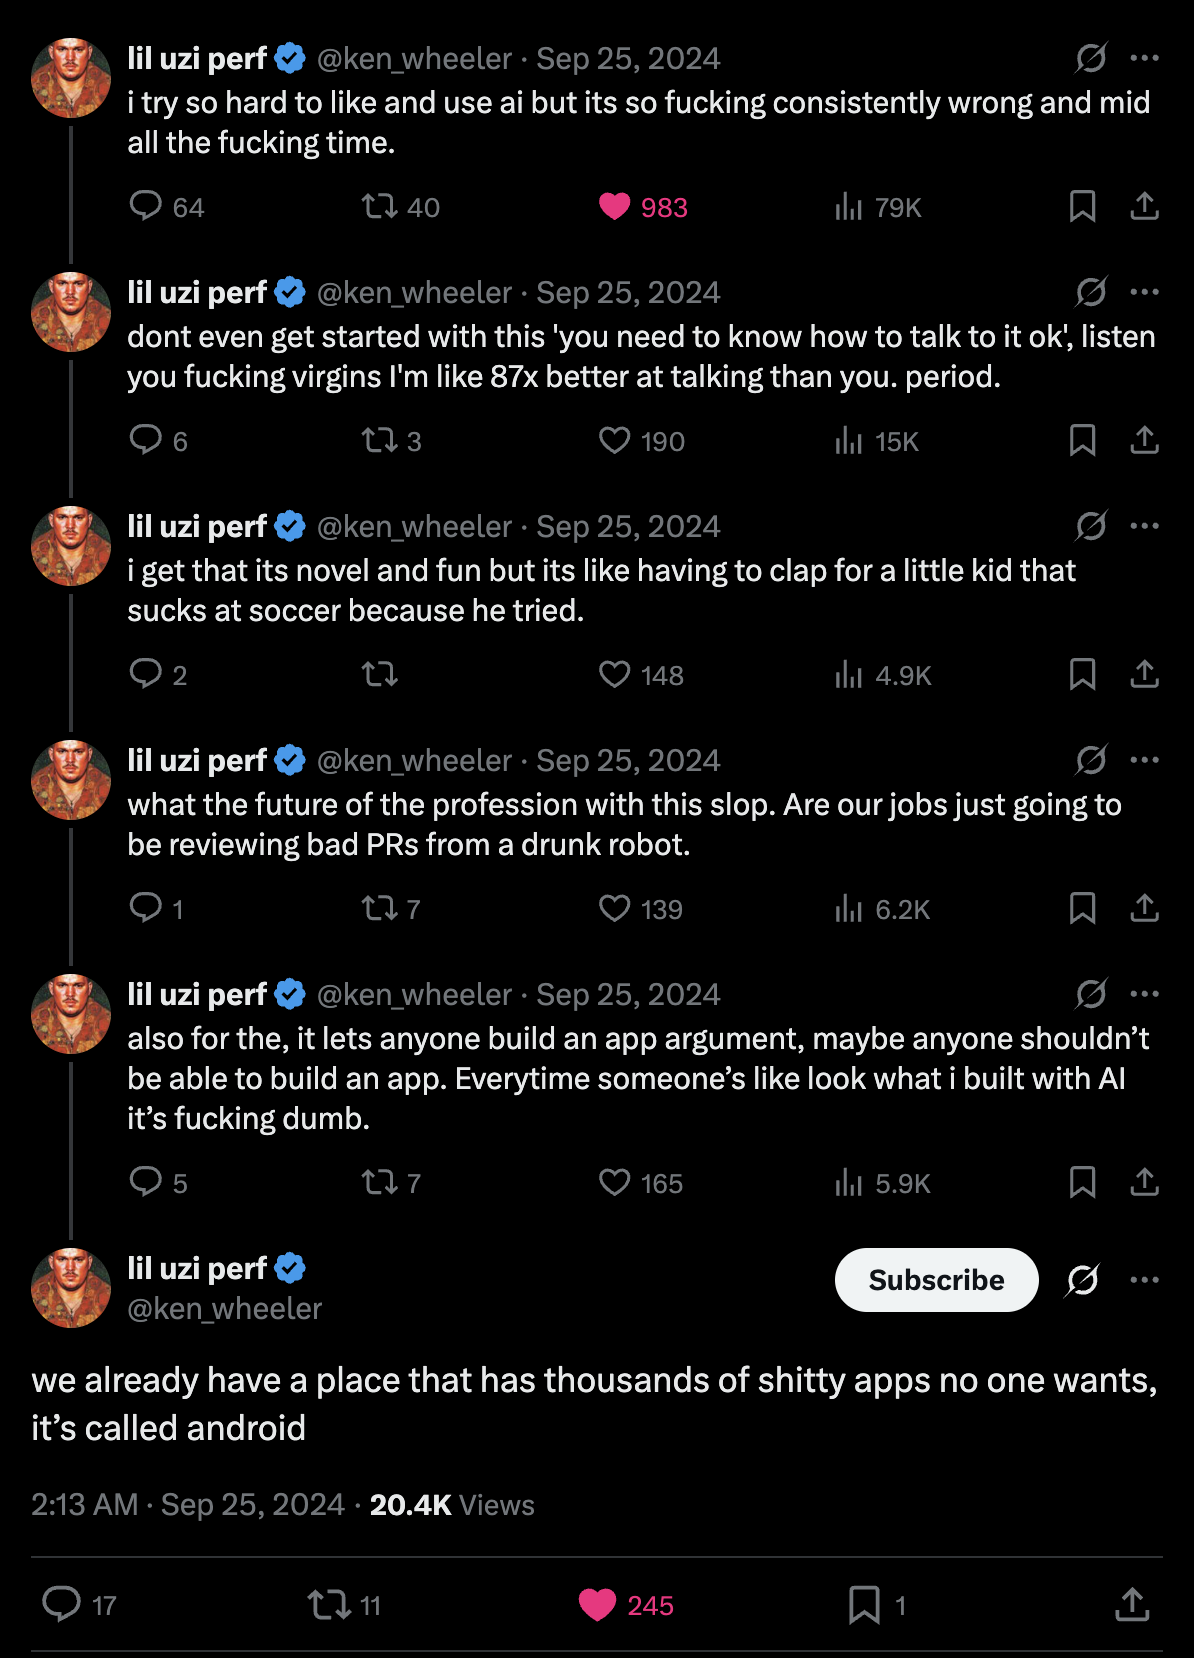 lil uzi perf @ken_wheeler · Sep 25, 2024
i try so hard to like and use ai but its so fucking consistently wrong and mid
all the fucking time.
64 40 983 79K
lil uzi perf @ken_wheeler · Sep 25, 2024
dont even get started with this 'you need to know how to talk to it ok', listen
you fucking virgins I'm like 87x better at talking than you. period.
6 3 190 15K
lil uzi perf @ken_wheeler · Sep 25, 2024
i get that its novel and fun but its like having to clap for a little kid that
sucks at soccer because he tried.
2 148 4.9K
lil uzi perf @ken_wheeler · Sep 25, 2024
what the future of the profession with this slop. Are our jobs just going to
be reviewing bad PRs from a drunk robot.
1 7 139 6.2K
lil uzi perf @ken_wheeler · Sep 25, 2024
also for the, it lets anyone build an app argument, maybe anyone shouldn’t
be able to build an app. Everytime someone’s like look what i built with AI
it’s fucking dumb.
5 7 165 5.9K
lil uzi perf
@ken_wheeler
Subscribe
we already have a place that has thousands of shitty apps no one wants,
it’s called android
2:13 AM · Sep 25, 2024 · 20.4K Views
17 11 245 1